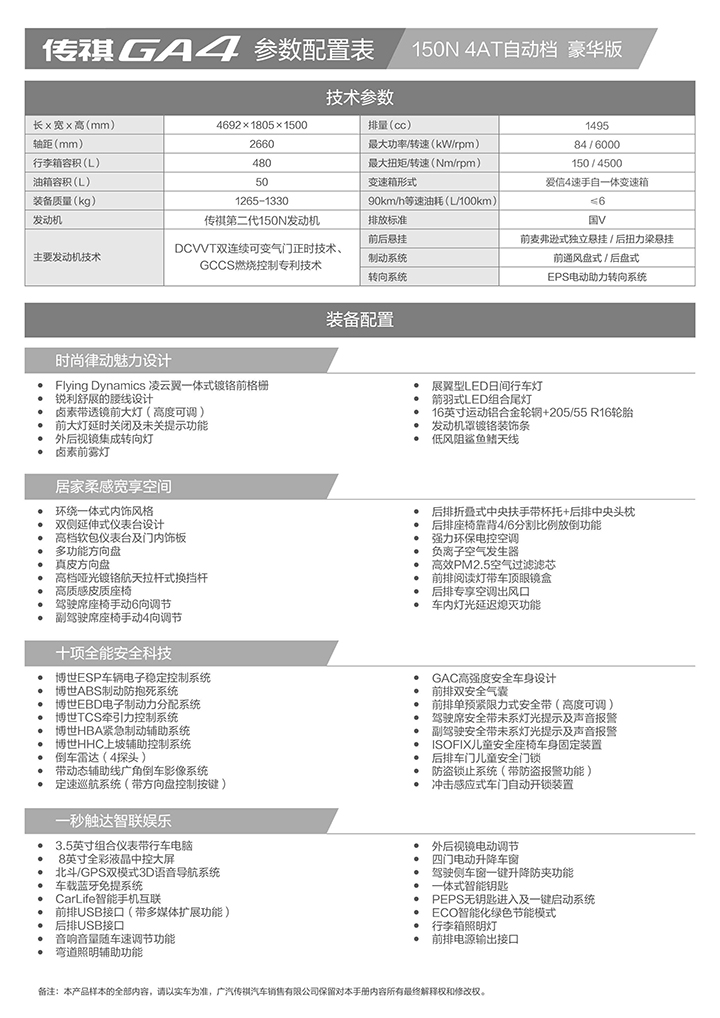 传祺GA4 参数配置表 150N 4AT自动档 豪华版
技术参数
长 x 宽 x 高(mm) 4692×1805×1500 排量(cc) 1495
轴距(mm) 2660 最大功率/转速(kW/rpm) 84 / 6000
行李箱容积(L) 480 最大扭矩/转速(Nm/rpm) 150 / 4500
油箱容积(L) 50 变速箱形式 爱信4速手自一体变速箱
装备质量(kg) 1265-1330 90km/h等速油耗(L/100km) ≤6
发动机 传祺第二代150N发动机 排放标准 国V
主要发动机技术 DCVVT双连续可变气门正时技术、
GCCS燃烧控制专利技术
前后悬挂 前麦弗逊式独立悬挂 / 后扭力梁悬挂
制动系统 前通风盘式 / 后盘式
转向系统 EPS电动助力转向系统
装备配置
时尚律动魅力设计
● Flying Dynamics 凌云翼一体式镀铬前格栅
● 锐利舒展的腰线设计
● 卤素带透镜前大灯(高度可调)
● 前大灯延时关闭及未关提示功能
● 外后视镜集成转向灯
● 卤素前雾灯
● 展翼型LED日间行车灯
● 箭羽式LED组合尾灯
● 16英寸运动铝合金轮辋+205/55 R16轮胎
● 发动机罩镀铬装饰条
● 低风阻鲨鱼鳍天线
居家柔感宽享空间
● 环绕一体式内饰风格
● 双侧延伸式仪表台设计
● 高档软包仪表台及门内饰板
● 多功能方向盘
● 真皮方向盘
● 高档哑光镀铬航天拉杆式换挡杆
● 高质感皮质座椅
● 驾驶席座椅手动6向调节
● 副驾驶席座椅手动4向调节
● 后排折叠式中央扶手带杯托+后排中央头枕
● 后排座椅靠背4/6分割比例放倒功能
● 强力环保电控空调
● 负离子空气发生器
● 高效PM2.5空气过滤滤芯
● 前排阅读灯带车顶眼镜盒
● 后排专享空调出风口
● 车内灯光延迟熄灭功能
十项全能安全科技
● 博世ESP车辆电子稳定控制系统
● 博世ABS制动防抱死系统
● 博世EBD电子制动力分配系统
● 博世TCS牵引力控制系统
● 博世HBA紧急制动辅助系统
● 博世HHC上坡辅助控制系统
● 倒车雷达(4探头)
● 带动态辅助线广角倒车影像系统
● 定速巡航系统(带方向盘控制按键)
● GAC高强度安全车身设计
● 前排双安全气囊
● 前排单预紧限力式安全带(高度可调)
● 驾驶席安全带未系灯光提示及声音报警
● 副驾驶席安全带未系灯光提示及声音报警
● ISOFIX儿童安全座椅车身固定装置
● 后排车门儿童安全门锁
● 防盗锁止系统(带防盗报警功能)
● 冲击感应式车门自动开锁装置
一秒触达智联娱乐
● 3.5英寸组合仪表带行车电脑
● 8英寸全彩液晶中控大屏
● 北斗/GPS双模式3D语音导航系统
● 车载蓝牙免提系统
● CarLife智能手机互联
● 前排USB接口(带多媒体扩展功能)
● 后排USB接口
● 音响音量随车速调节功能
● 弯道照明辅助功能
● 外后视镜电动调节
● 四门电动升降车窗
● 驾驶侧车窗一键升降防夹功能
● 一体式智能钥匙
● PEPS无钥匙进入及一键启动系统
● ECO智能化绿色节能模式
● 行李箱照明灯
● 前排电源输出接口
备注：本产品样本的全部内容，请以实车为准，广汽传祺汽车销售有限公司保留对本手册内容所有最终解释权和修改权。